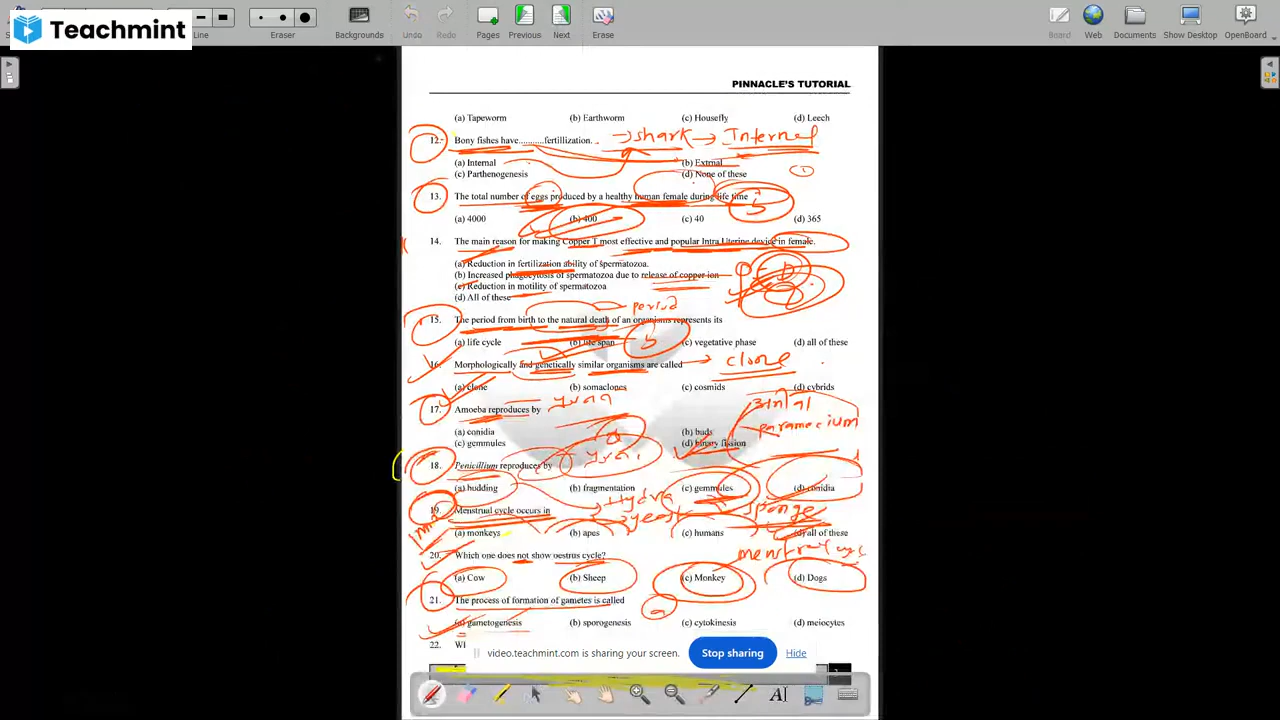 Teachmint
Line
Eraser
Backgrounds
Undo
Redo
Pages
Previous
Next
Erase
Board
Web
Documents
Show Desktop
OpenBoard
PINNACLE'S TUTORIAL
(a) Tapeworm (b) Earthworm (c) Housefly (d) Leech
12. Bony fishes have..........fertillization. → shark → Internal
(a) Internal (b) Extrnal
(c) Parthenogenesis (d) None of these
13. The total number of eggs produced by a healthy human female during life time
(a) 4000 (b) 400 (c) 40 (d) 365
14. The main reason for making Copper T most effective and popular Intra Uterine device in female.
(a) Reduction in fertilization ability of spermatozoa.
(b) Increased phagocytosis of spermatozoa due to release of copper ion
(c) Reduction in motility of spermatozoa
(d) All of these
period
15. The period from birth to the natural death of an organisms represents its
(a) life cycle (b) life span (c) vegetative phase (d) all of these
b
16. Morphologically and genetically similar organisms are called → clone
(a) clone (b) somaclones (c) cosmids (d) cybrids
17. Amoeba reproduces by
paramecium
(a) conidia (b) buds
(c) gemmules (d) binary fission
18. Penicillium reproduces by
(a) budding (b) fragmentation (c) gemmules (d) conidia
→ Hydra
→ yeast
sponge
19. Menstrual cycle occurs in
(a) monkeys (b) apes (c) humans (d) all of these
20. Which one does not show oestrus cycle?
(a) Cow (b) Sheep (c) Monkey (d) Dogs
21. The process of formation of gametes is called
a
(a) gametogenesis (b) sporogenesis (c) cytokinesis (d) meiocytes
22. Wh
video.teachmint.com is sharing your screen. Stop sharing Hide